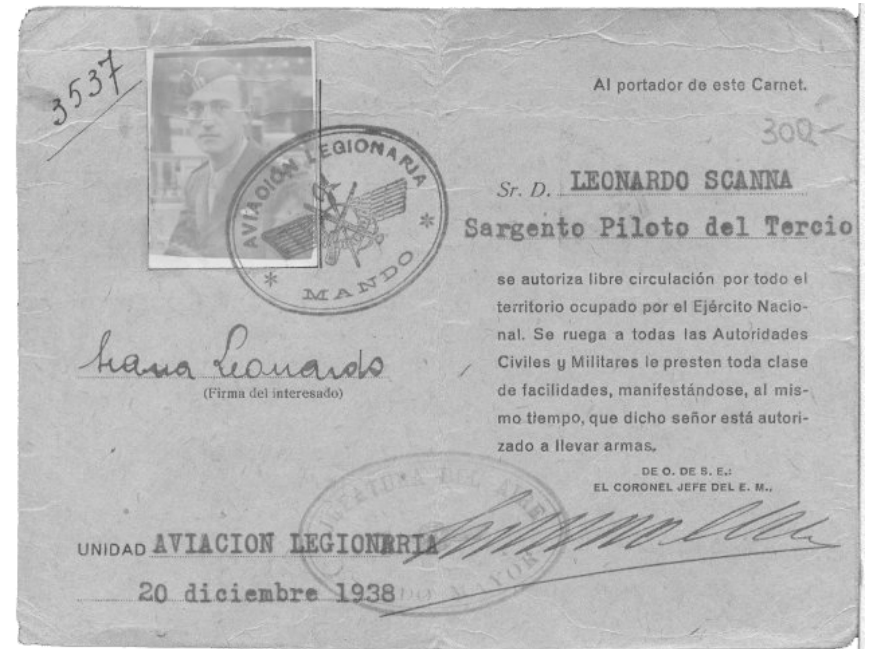 3537
AVIACIÓN LEGIONARIA
* MANDO *
(Firma del interesado)
UNIDAD AVIACION LEGIONARIA
20 diciembre 1938
Al portador de este Carnet.
300
Sr. D. LEONARDO SCANNA
Sargento Piloto del Tercio
se autoriza libre circulación por todo el
territorio ocupado por el Ejército Nacio-
nal. Se ruega a todas las Autoridades
Civiles y Militares le presten toda clase
de facilidades, manifestándose, al mis-
mo tiempo, que dicho señor está autori-
zado a llevar armas.
DE O. DE S. E.:
EL CORONEL JEFE DEL E. M.,